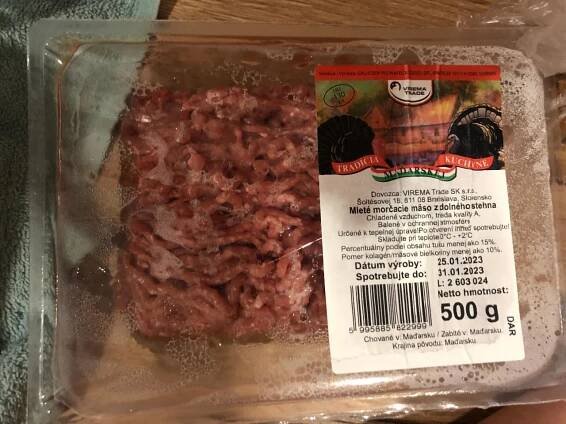 VIREMA
TRADE
TRADÍCIA
MAĎARSKEJ
KUCHYNE
Dovozca: VIREMA Trade SK s.r.o.,
Šoltésovej 18, 811 08 Bratislava, Slovensko
Mleté morčacie mäso z dolného stehna
Chladené vzduchom, trieda kvality A,
Balené v ochrannej atmosfére
Určené k tepelnej úprave! Po otvorení ihneď spotrebujte!
Skladujte pri teplote 0°C - +2°C
Percentuálny podiel obsahu tuku menej ako 15%.
Pomer kolagén/mäsové bielkoviny menej ako 10%.
Dátum výroby: 25.01.2023
Spotrebujte do: 31.01.2023
L: 2 603 024
Netto hmotnosť:
500 g
DAR
5 995885 822999
Chované v: Maďarsku / Zabité v: Maďarsku.
Krajina pôvodu: Maďarsku.